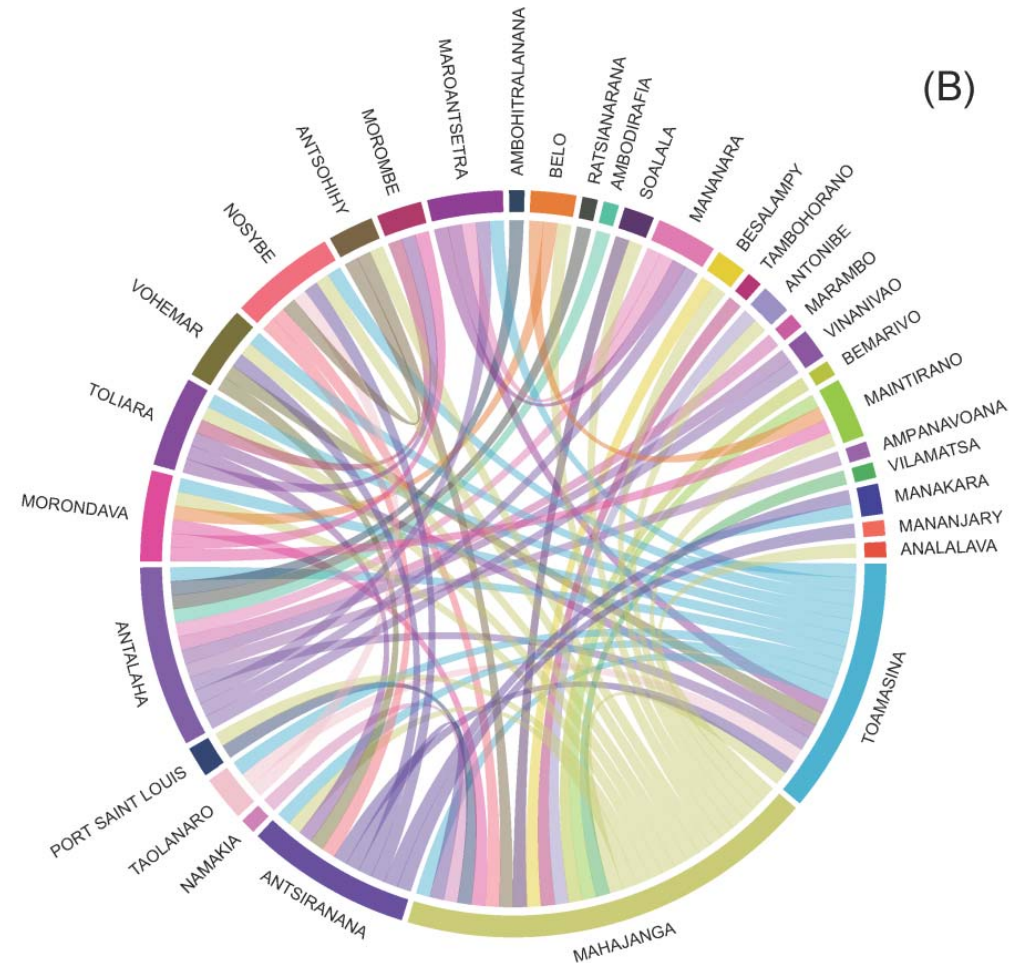 (B)
AMBOHITRALANANA
BELO
RATSIANARANA
AMBODIRAFIA
SOALALA
MANANARA
BESALAMPY
TAMBOHORANO
ANTONIBE
MARAMBO
VINANIVAO
BEMARIVO
MAINTIRANO
AMPANAVOANA
VILAMATSA
MANAKARA
MANANJARY
ANALALAVA
TOAMASINA
MAHAJANGA
ANTSIRANANA
NAMAKIA
TAOLANARO
PORT SAINT LOUIS
ANTALAHA
MORONDAVA
TOLIARA
VOHEMAR
NOSYBE
ANTSOHIHY
MOROMBE
MAROANTSETRA